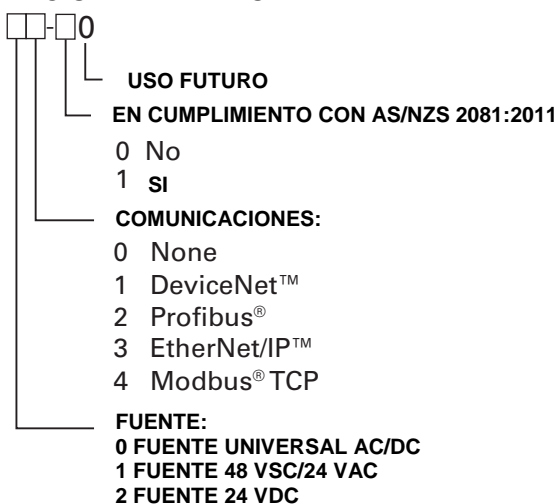 -0
USO FUTURO
EN CUMPLIMIENTO CON AS/NZS 2081:2011
0 No
1 SI
COMUNICACIONES:
0 None
1 DeviceNet™
2 Profibus®
3 EtherNet/IP™
4 Modbus® TCP
FUENTE:
0 FUENTE UNIVERSAL AC/DC
1 FUENTE 48 VSC/24 VAC
2 FUENTE 24 VDC